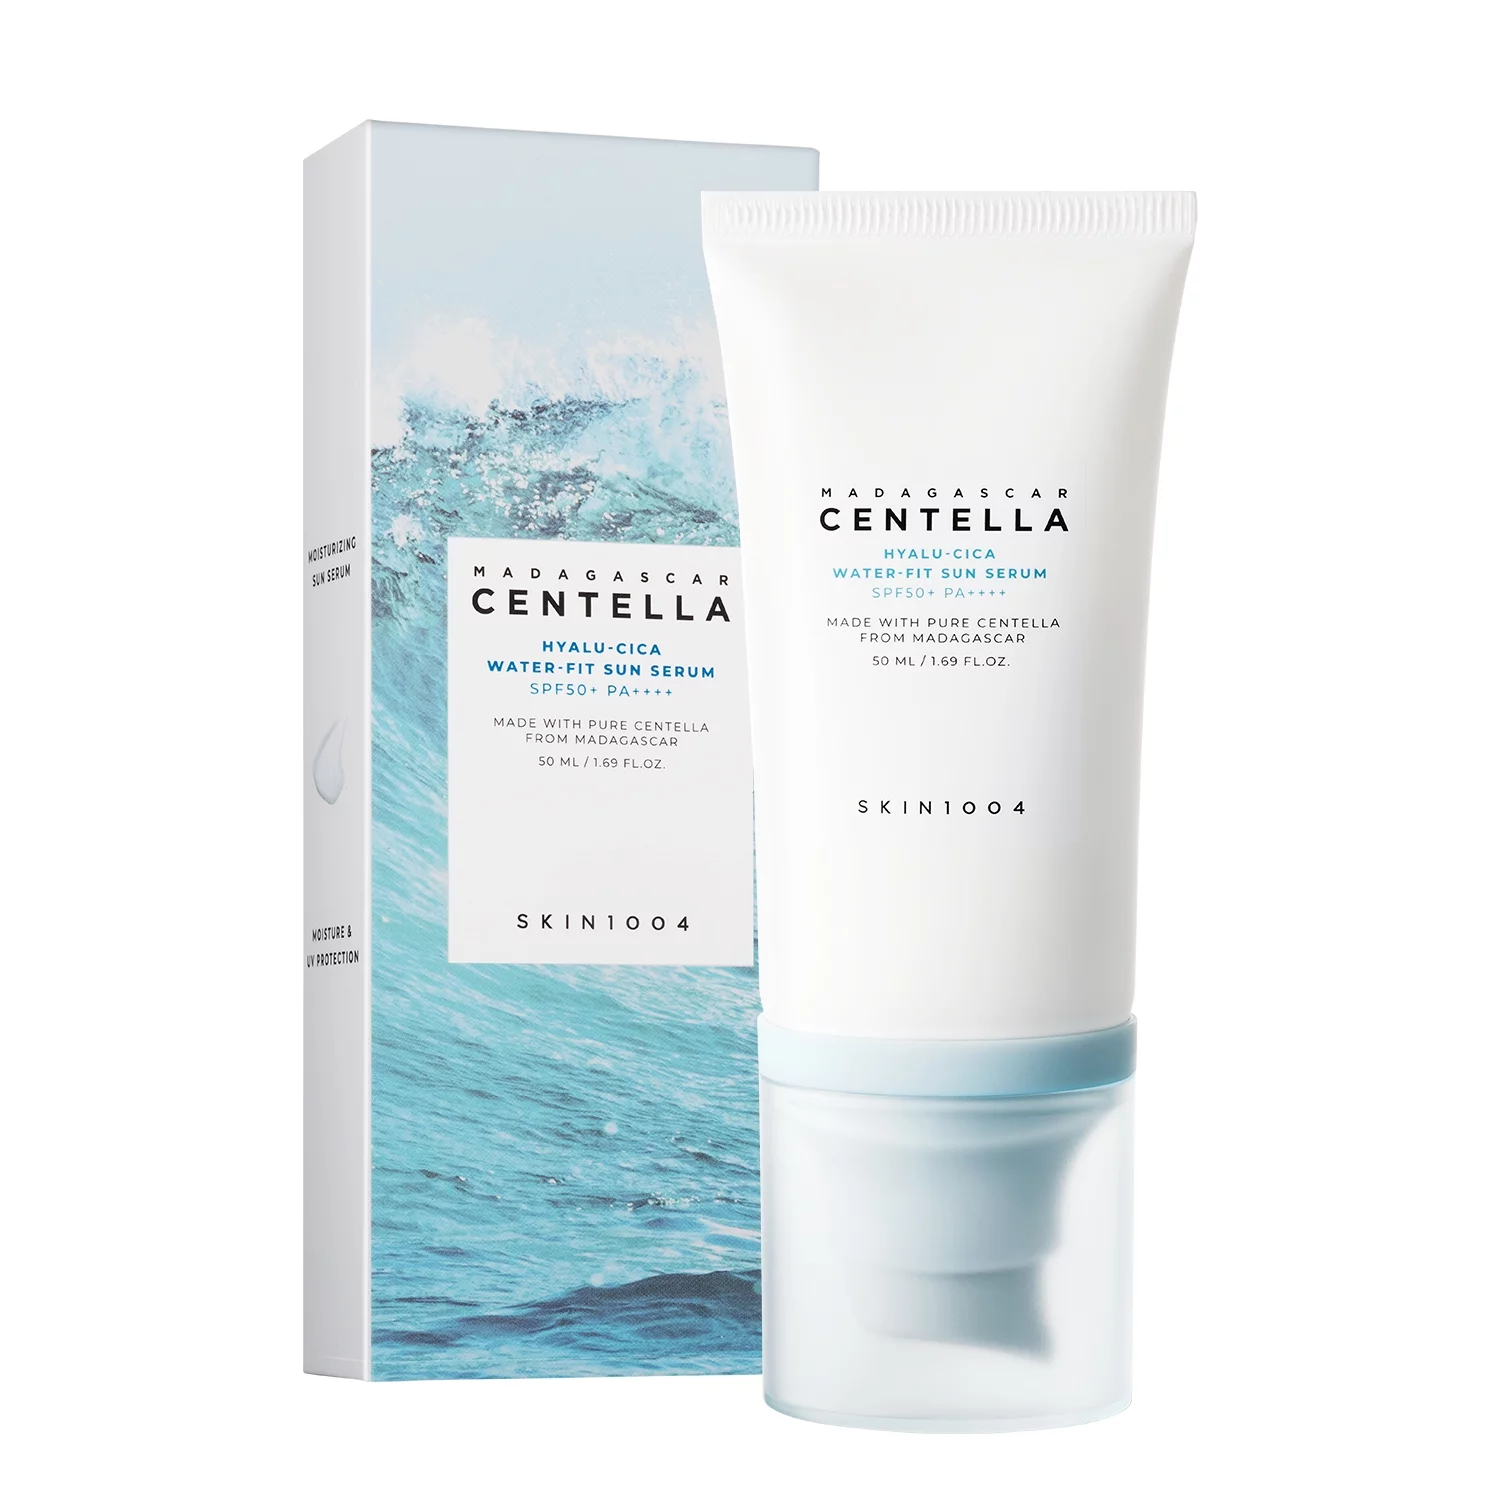 MOISTURIZING
SUN SERUM
MOISTURE &
UV PROTECTION
MADAGASCAR
CENTELLA
HYALU-CICA
WATER-FIT SUN SERUM
SPF50+ PA++++
MADE WITH PURE CENTELLA
FROM MADAGASCAR
50 ML / 1.69 FL.OZ.
SKIN1004
MADAGASCAR
CENTELLA
HYALU-CICA
WATER-FIT SUN SERUM
SPF50+ PA++++
MADE WITH PURE CENTELLA
FROM MADAGASCAR
50 ML / 1.69 FL.OZ.
SKIN1004